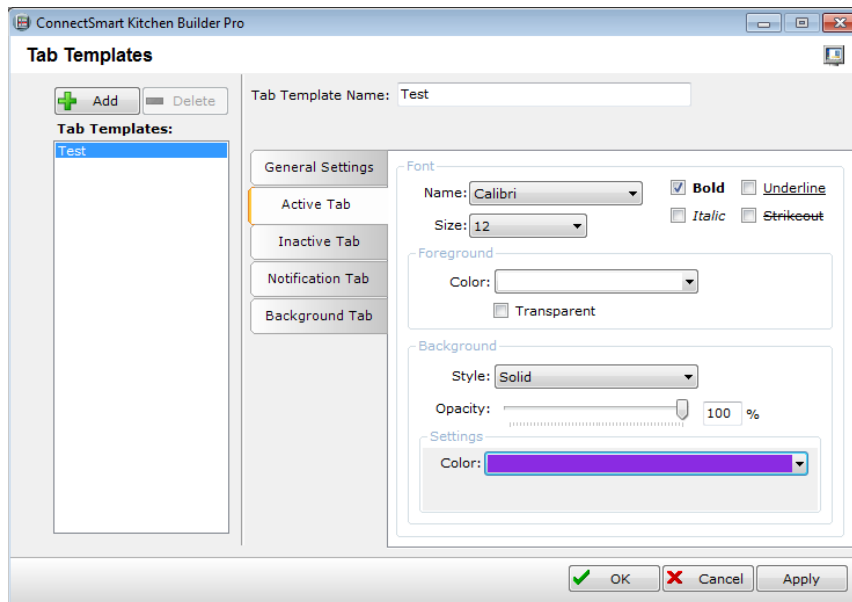 ConnectSmart Kitchen Builder Pro
Tab Templates
Add
Delete
Tab Templates:
Test
Tab Template Name: Test
General Settings
Active Tab
Inactive Tab
Notification Tab
Background Tab
Font
Name: Calibri
Bold
Underline
Size: 12
Italic
Strikeout
Foreground
Color:
Transparent
Background
Style: Solid
Opacity: 100 %
Settings
Color:
OK
Cancel
Apply